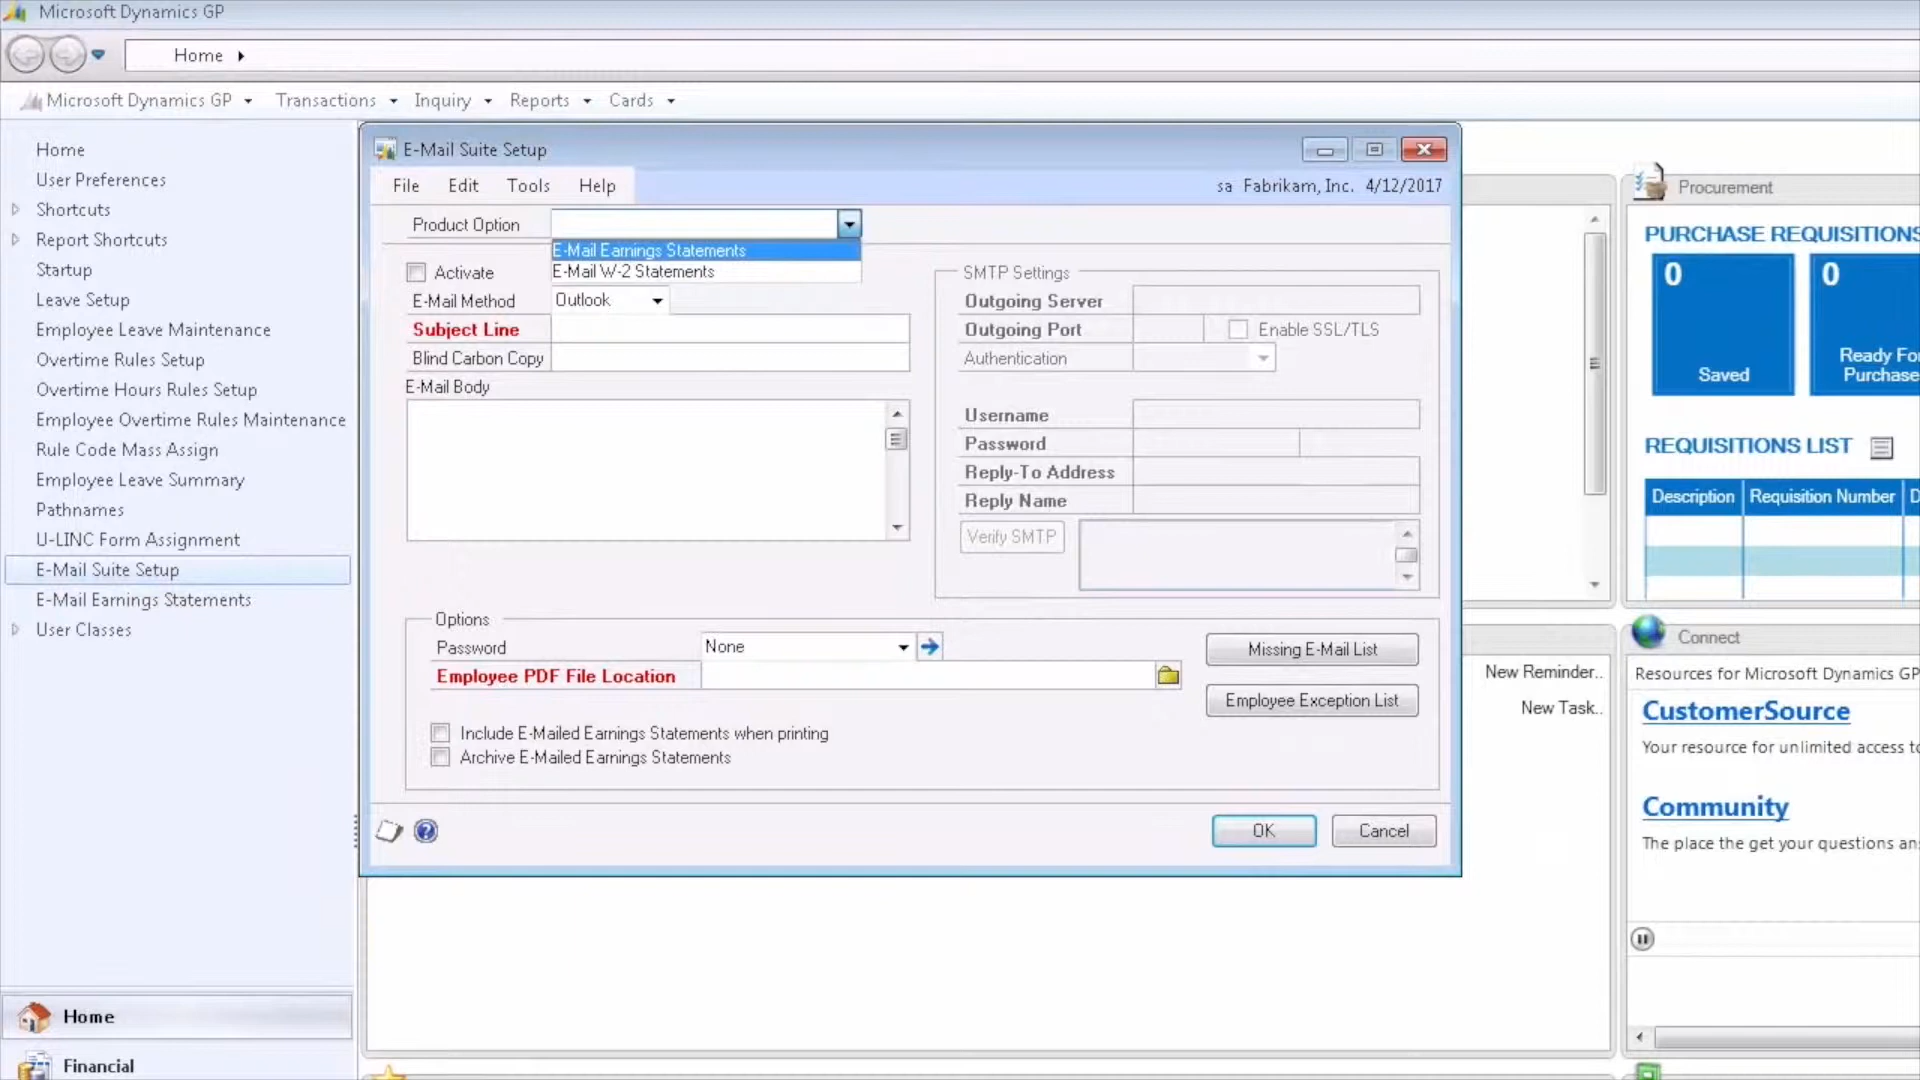 Microsoft Dynamics GP
Home
Microsoft Dynamics GP Transactions Inquiry Reports Cards
Home
User Preferences
Shortcuts
Report Shortcuts
Startup
Leave Setup
Employee Leave Maintenance
Overtime Rules Setup
Overtime Hours Rules Setup
Employee Overtime Rules Maintenance
Rule Code Mass Assign
Employee Leave Summary
Pathnames
U-LINC Form Assignment
E-Mail Suite Setup
E-Mail Earnings Statements
User Classes
Home
Financial
E-Mail Suite Setup
File Edit Tools Help
sa Fabrikam, Inc. 4/12/2017
Product Option
E-Mail Earnings Statements
E-Mail W-2 Statements
Activate
E-Mail Method Outlook
Subject Line
Blind Carbon Copy
E-Mail Body
SMTP Settings
Outgoing Server
Outgoing Port
Enable SSL/TLS
Authentication
Username
Password
Reply-To Address
Reply Name
Verify SMTP
Options
Password None
Employee PDF File Location
Include E-Mailed Earnings Statements when printing
Archive E-Mailed Earnings Statements
Missing E-Mail List
Employee Exception List
OK Cancel
New Reminder..
New Task..
Procurement
PURCHASE REQUISITIONS
0
Saved
0
Ready Fo
Purchase
REQUISITIONS LIST
Description Requisition Number D
Connect
Resources for Microsoft Dynamics GP
CustomerSource
Your resource for unlimited access to
Community
The place the get your questions an